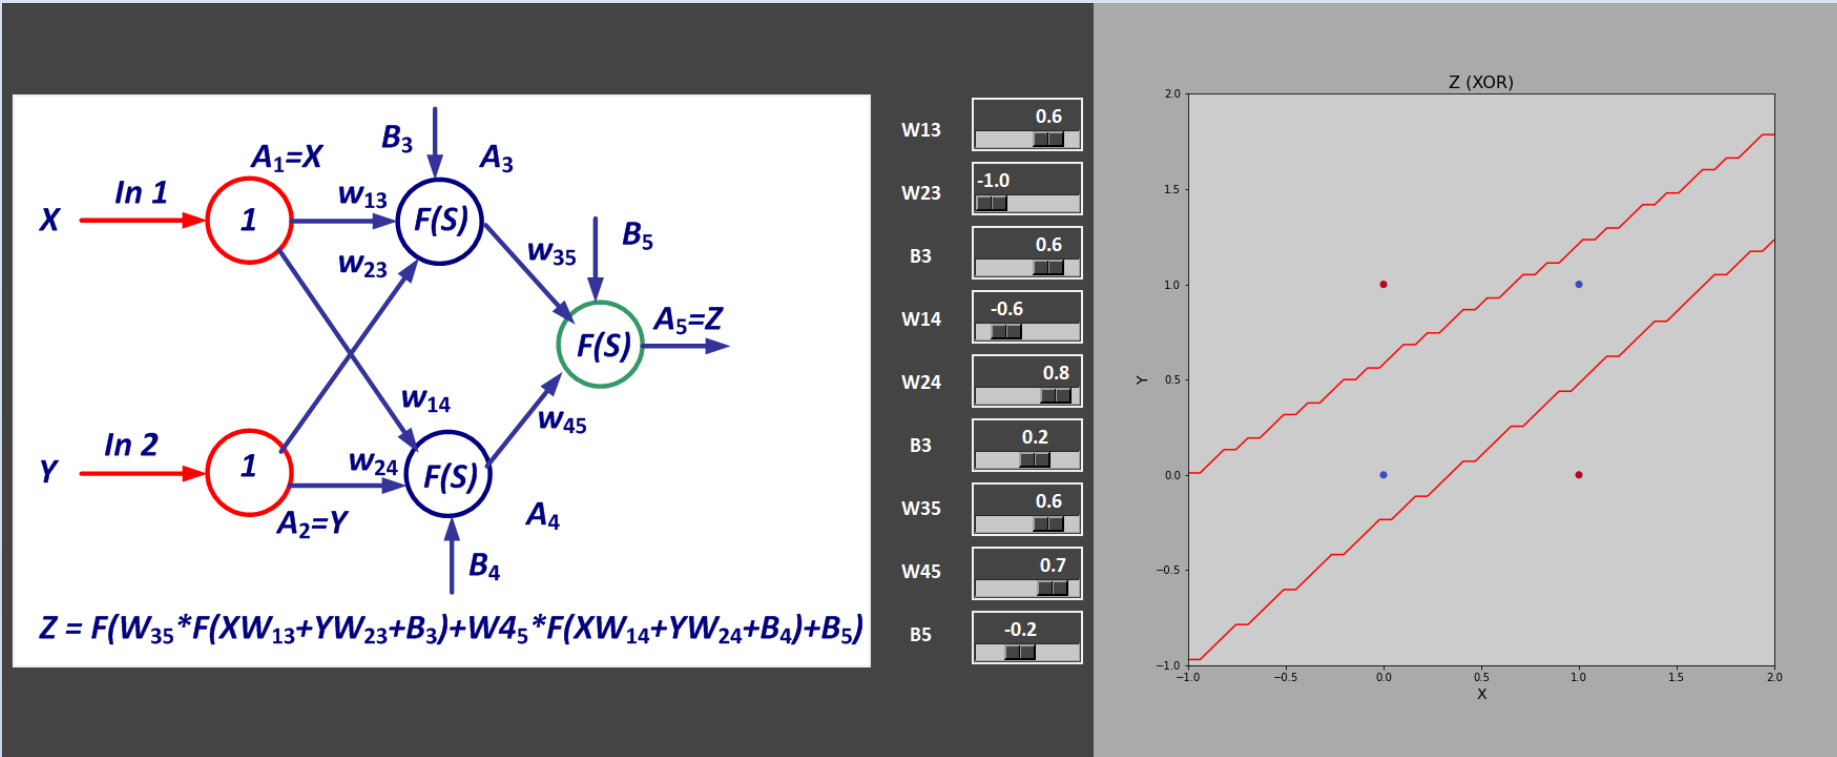 B₃
A₃
A₁=X
In 1
W₁₃
X
1
F(S)
B₅
W₃₅
W₂₃
A₅=Z
F(S)
W₁₄
W₄₅
In 2
W₂₄
Y
1
F(S)
A₂=Y
A₄
B₄
Z = F(W₃₅*F(XW₁₃+YW₂₃+B₃)+W4₅*F(XW₁₄+YW₂₄+B₄)+B₅)
W13 0.6
W23 -1.0
B3 0.6
W14 -0.6
W24 0.8
B3 0.2
W35 0.6
W45 0.7
B5 -0.2
Z (XOR)
2.0
1.5
1.0
0.5
0.0
−0.5
−1.0
Y
−1.0 −0.5 0.0 0.5 1.0 1.5 2.0
X